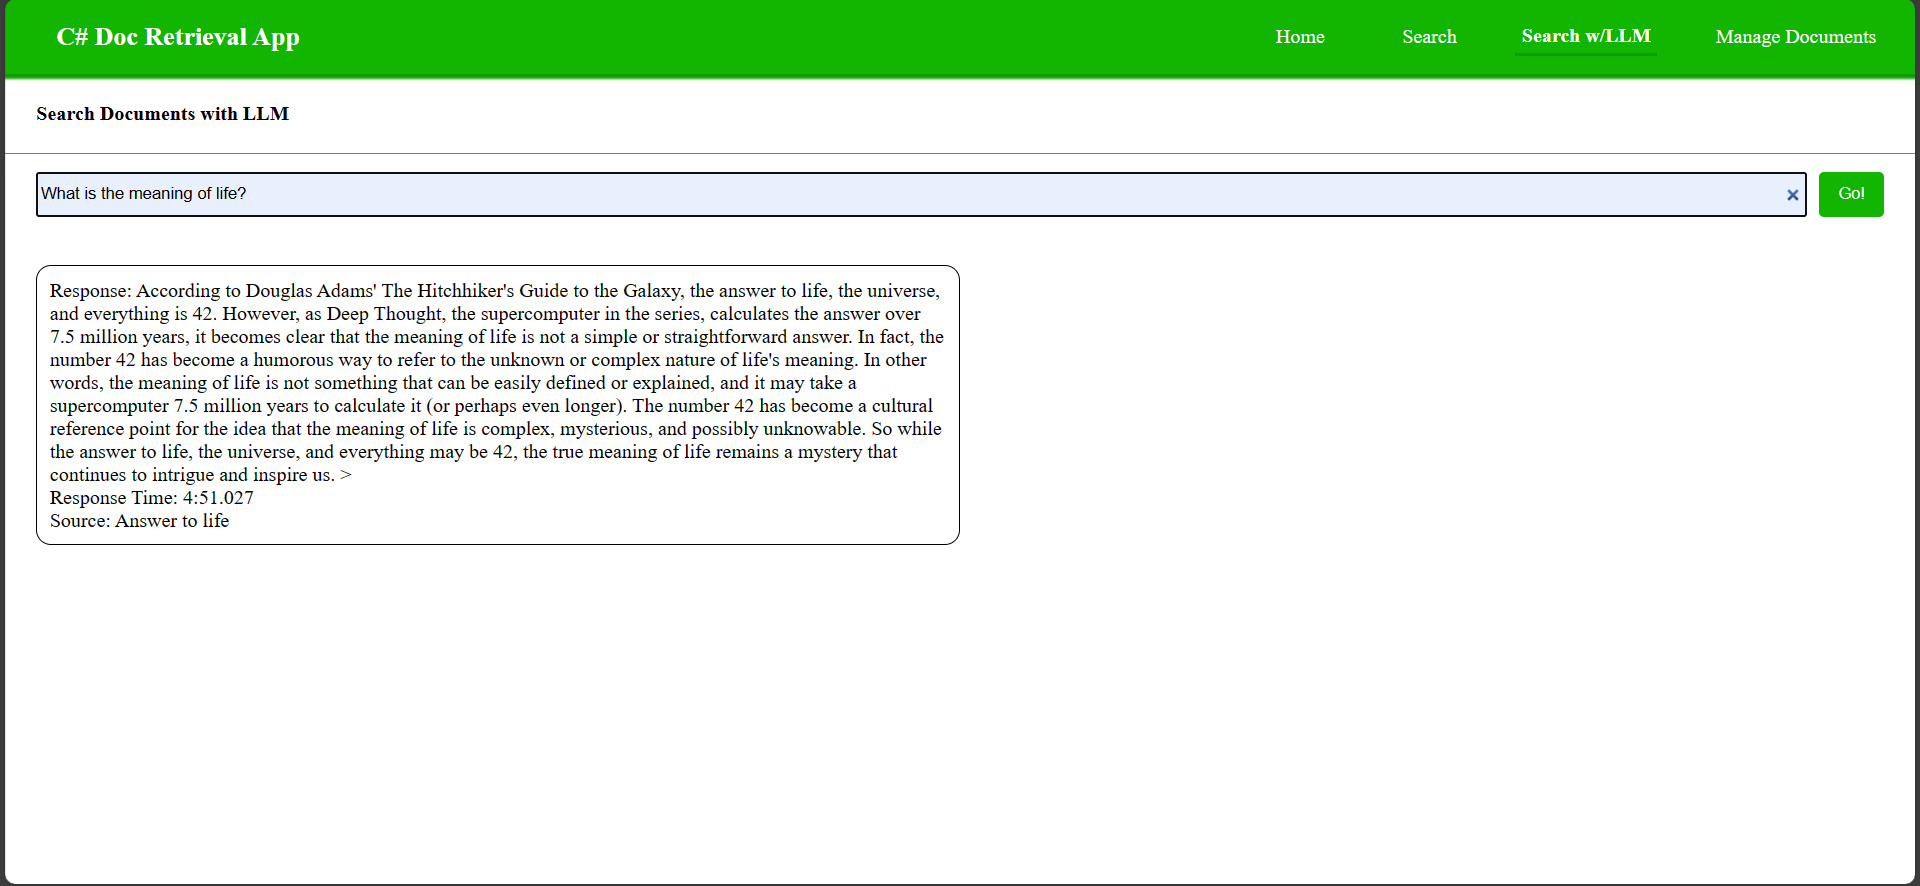 C# Doc Retrieval App
Home
Search
Search w/LLM
Manage Documents
Search Documents with LLM
What is the meaning of life?
×
Go!
Response: According to Douglas Adams' The Hitchhiker's Guide to the Galaxy, the answer to life, the universe,
and everything is 42. However, as Deep Thought, the supercomputer in the series, calculates the answer over
7.5 million years, it becomes clear that the meaning of life is not a simple or straightforward answer. In fact, the
number 42 has become a humorous way to refer to the unknown or complex nature of life's meaning. In other
words, the meaning of life is not something that can be easily defined or explained, and it may take a
supercomputer 7.5 million years to calculate it (or perhaps even longer). The number 42 has become a cultural
reference point for the idea that the meaning of life is complex, mysterious, and possibly unknowable. So while
the answer to life, the universe, and everything may be 42, the true meaning of life remains a mystery that
continues to intrigue and inspire us. >
Response Time: 4:51.027
Source: Answer to life